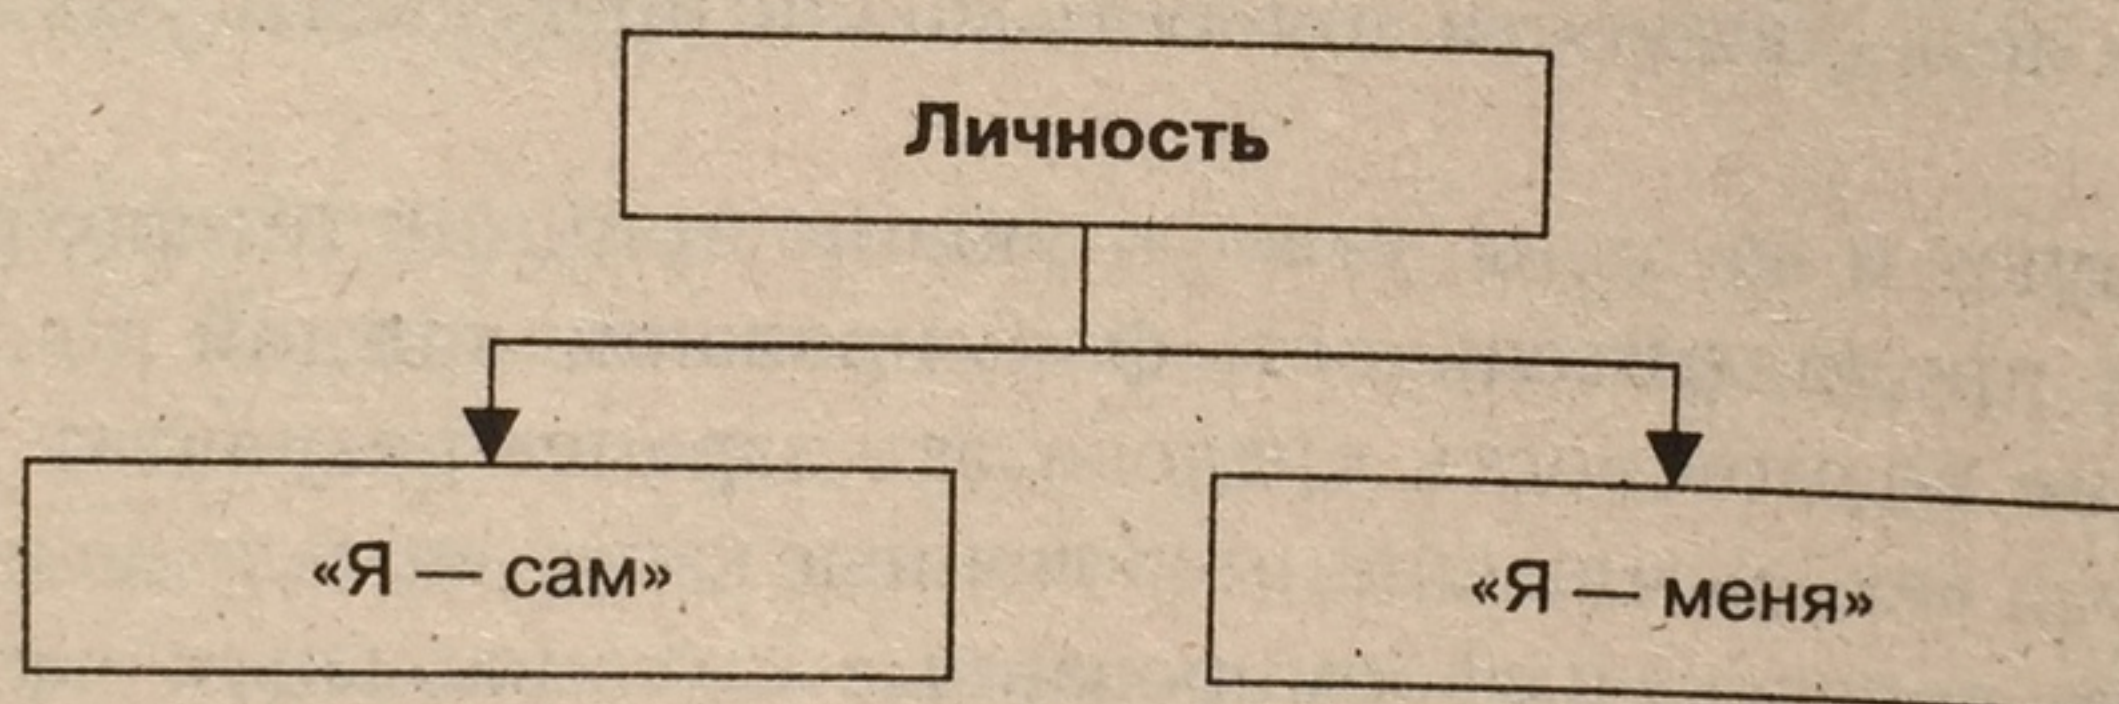 Личность
«Я — сам»
«Я — меня»